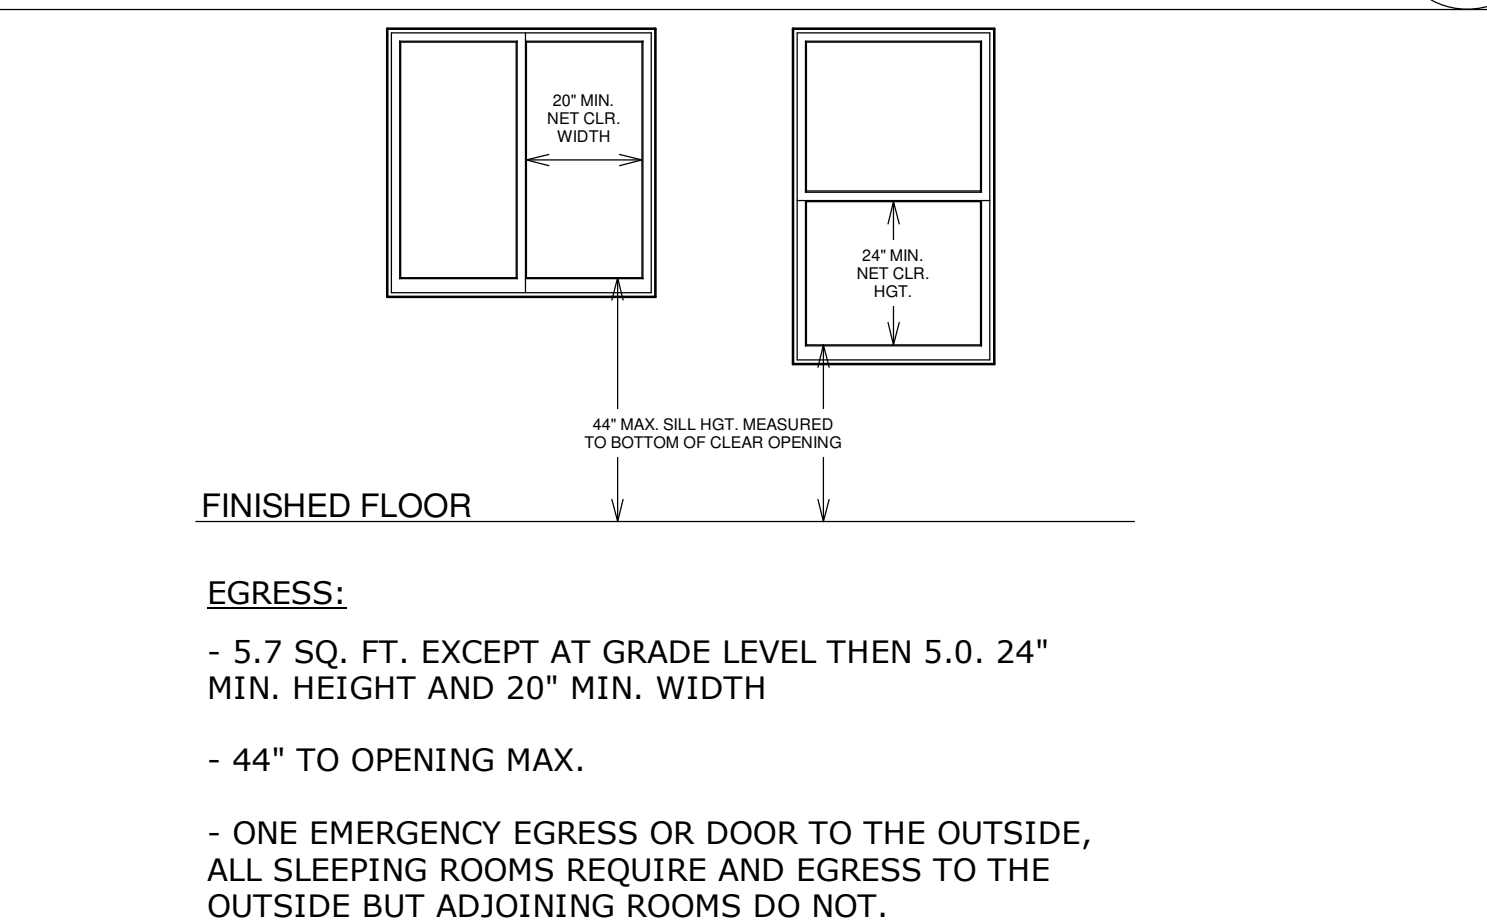 20" MIN.
NET CLR.
WIDTH
24" MIN.
NET CLR.
HGT.
44" MAX. SILL HGT. MEASURED
TO BOTTOM OF CLEAR OPENING
FINISHED FLOOR
EGRESS:
- 5.7 SQ. FT. EXCEPT AT GRADE LEVEL THEN 5.0. 24"
MIN. HEIGHT AND 20" MIN. WIDTH
- 44" TO OPENING MAX.
- ONE EMERGENCY EGRESS OR DOOR TO THE OUTSIDE,
ALL SLEEPING ROOMS REQUIRE AND EGRESS TO THE
OUTSIDE BUT ADJOINING ROOMS DO NOT.